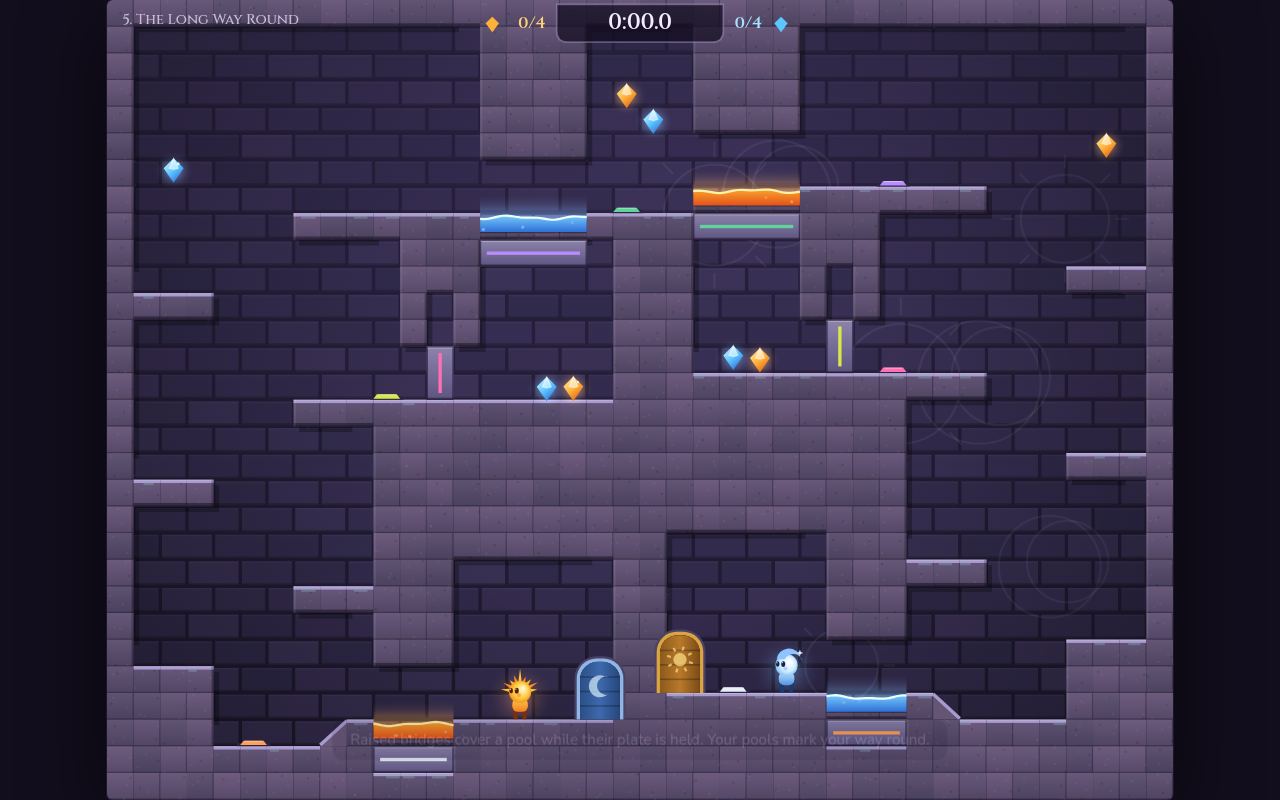 5. The Long Way Round
0/4
0:00.0
0/4
Raised bridges cover a pool while their plate is held. Your pools mark your way round.